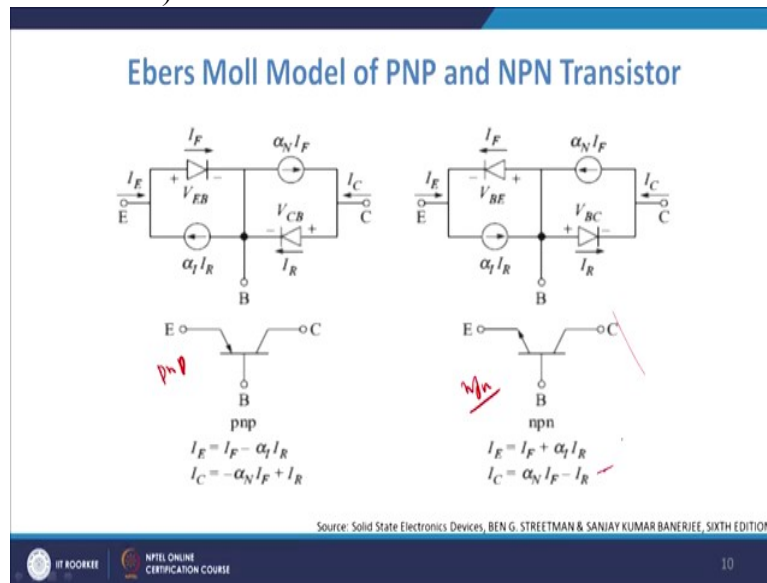 Ebers Moll Model of PNP and NPN Transistor
I_F α_N I_F
I_E + - I_C
E V_EB V_CB C
- +
α_I I_R I_R
B
E C
pnp
B
pnp
I_E = I_F - α_I I_R
I_C = -α_N I_F + I_R
I_F α_N I_F
I_E - + I_C
E V_BE V_BC C
+ -
α_I I_R I_R
B
E C
npn
B
npn
I_E = I_F + α_I I_R
I_C = α_N I_F - I_R
Source: Solid State Electronics Devices, BEN G. STREETMAN & SANJAY KUMAR BANERJEE, SIXTH EDITION
IIT ROORKEE
NPTEL ONLINE
CERTIFICATION COURSE
10